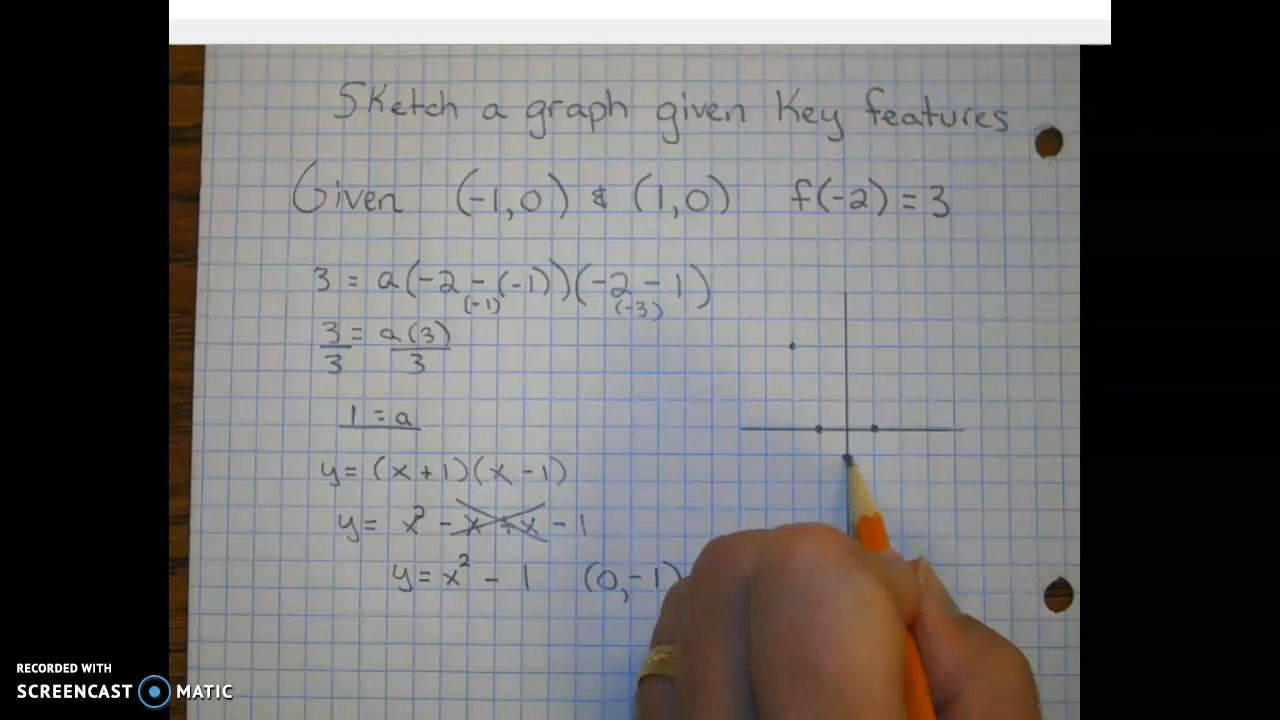 Sketch a graph given key features
Given (-1,0) & (1,0) f(-2) = 3
3 = a(-2 - (-1))(-2 - 1)
(-1) (-3)
3 = a(3)
3 3
1 = a
y = (x + 1)(x - 1)
y = x² - x + x - 1
y = x² - 1 (0, -1)
RECORDED WITH
SCREENCAST MATIC